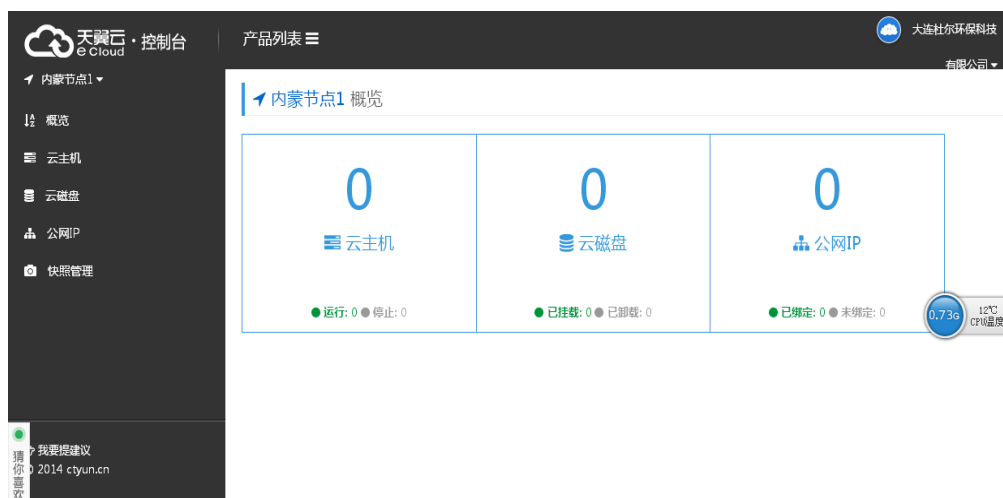 天翼云·控制台
e Cloud
产品列表
大连杜尔环保科技
有限公司
内蒙节点1
概览
云主机
云磁盘
公网IP
快照管理
内蒙节点1 概览
0
0
0
云主机
云磁盘
公网IP
运行: 0 停止: 0
已挂载: 0 已卸载: 0
已绑定: 0 未绑定: 0
0.73G
12℃
CPU温度
我要提建议
2014 ctyun.cn
猜你喜欢